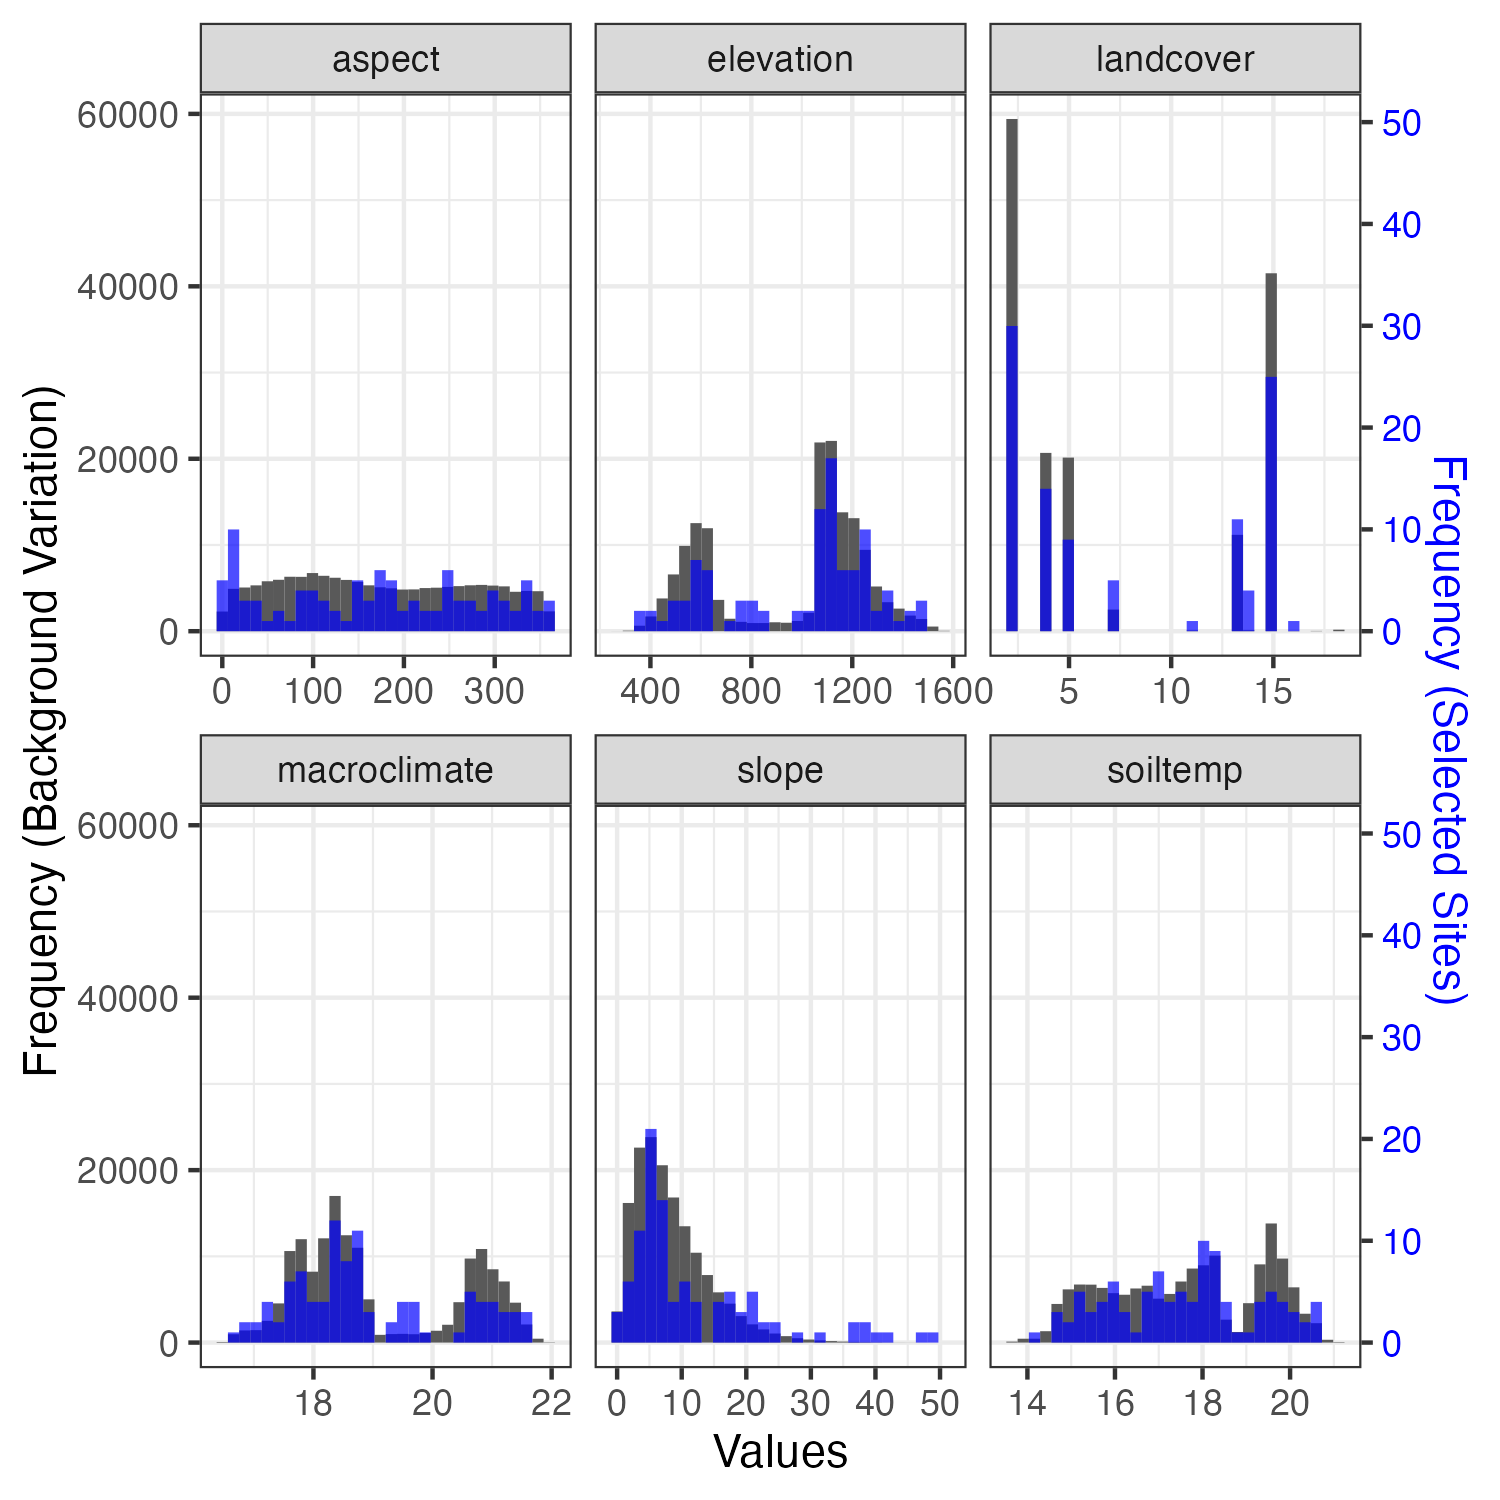 aspect elevation landcover
60000
40000
20000
0
50
40
30
20
10
0
0 100 200 300
400 800 1200 1600
5 10 15
macroclimate slope soiltemp
60000
40000
20000
0
50
40
30
20
10
0
18 20 22
0 10 20 30 40 50
14 16 18 20
Values
Frequency (Background Variation)
Frequency (Selected Sites)